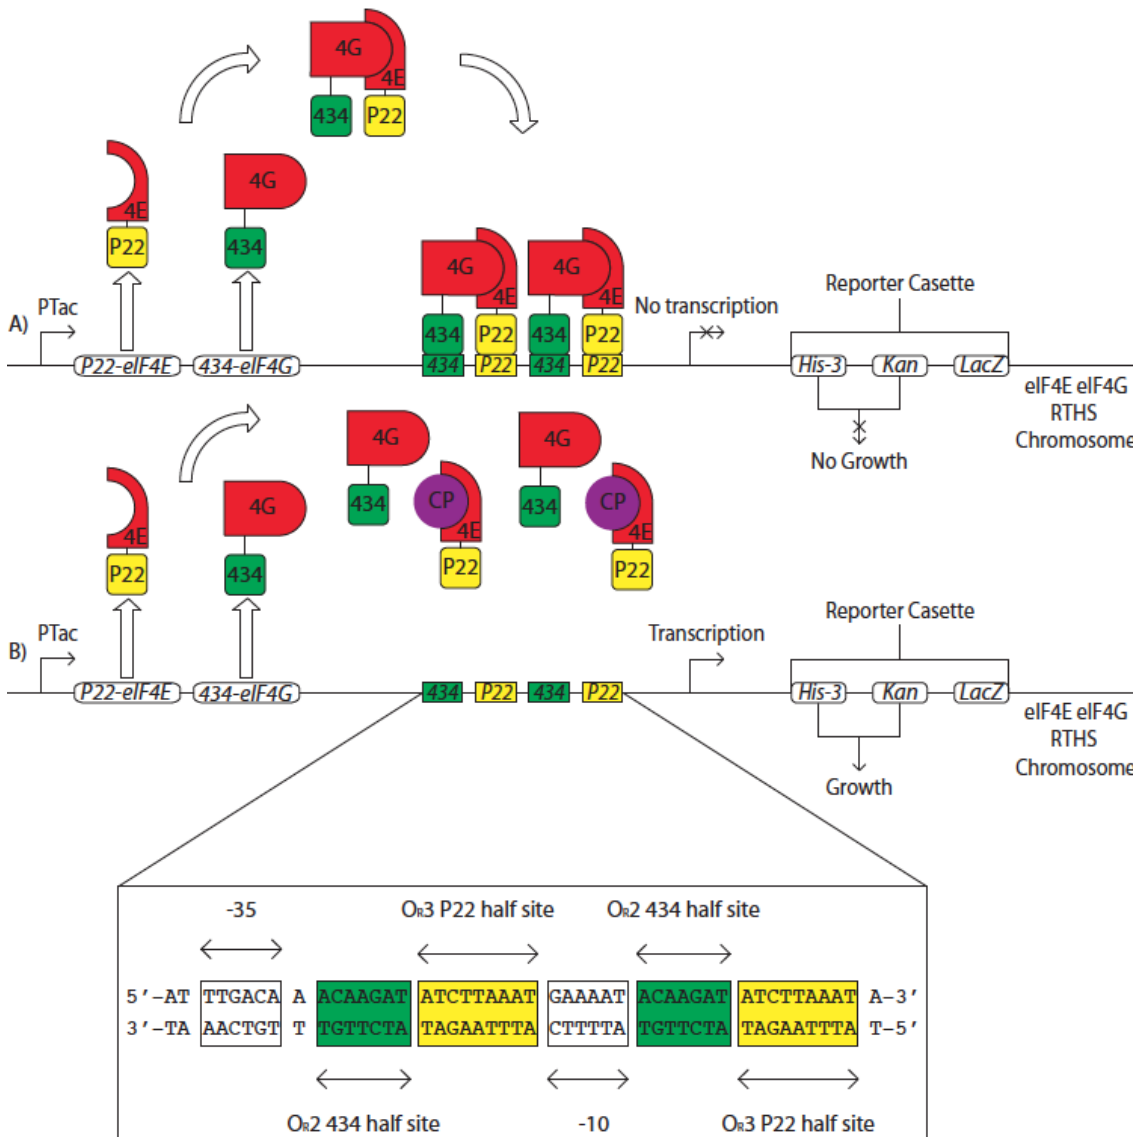 4G
4E
434 P22
4E
4G
P22
434
4G 4G
4E 4E
434 P22 434 P22
A) PTac
No transcription
Reporter Casette
P22-eIF4E 434-eIF4G 434 P22 434 P22 His-3 Kan LacZ
eIF4E eIF4G
RTHS
Chromosome
No Growth
4G 4G
434 CP 434 CP
4E 4E
P22 P22
4E
4G
P22
434
B) PTac
Transcription
Reporter Casette
P22-eIF4E 434-eIF4G 434 P22 434 P22 His-3 Kan LacZ
eIF4E eIF4G
RTHS
Chromosome
Growth
-35 OR3 P22 half site OR2 434 half site
5'-AT TTGACA A ACAAGAT ATCTTAAAT GAAAAT ACAAGAT ATCTTAAAT A-3'
3'-TA AACTGT T TGTTCTA TAGAATTTA CTTTTA TGTTCTA TAGAATTTA T-5'
OR2 434 half site -10 OR3 P22 half site